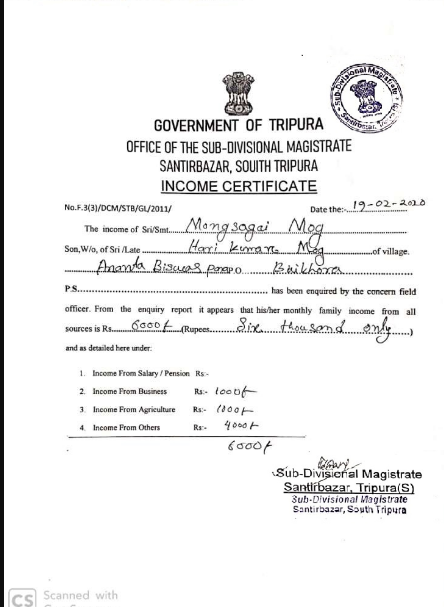 Sub-Divisional Magistrate
Santirbazar,
GOVERNMENT OF TRIPURA
OFFICE OF THE SUB-DIVISIONAL MAGISTRATE
SANTIRBAZAR, SOUITH TRIPURA
INCOME CERTIFICATE
No.F.3(3)/DCM/STB/GL/2011/ Date the:- 19-02-2020
The income of Sri/Smt. Mongsagai Mog
Son,W/o, of Sri /Late Hari Kumar Mog of village.
Ananta Biswas para P.O. Baikhora
P.S. has been enquired by the concern field
officer. From the enquiry report it appears that his/her monthly family income from all
sources is Rs. 6000/- (Rupees. Six thousand only )
and as detailed here under:
1. Income From Salary / Pension Rs:-
2. Income From Business Rs:- 1000/-
3. Income From Agriculture Rs:- 1000/-
4. Income From Others Rs:- 4000/-
6000/-
Sub-Divisional Magistrate
Santirbazar, Tripura(S)
Sub-Divisional Magistrate
Santirbazar, South Tripura
CS Scanned with